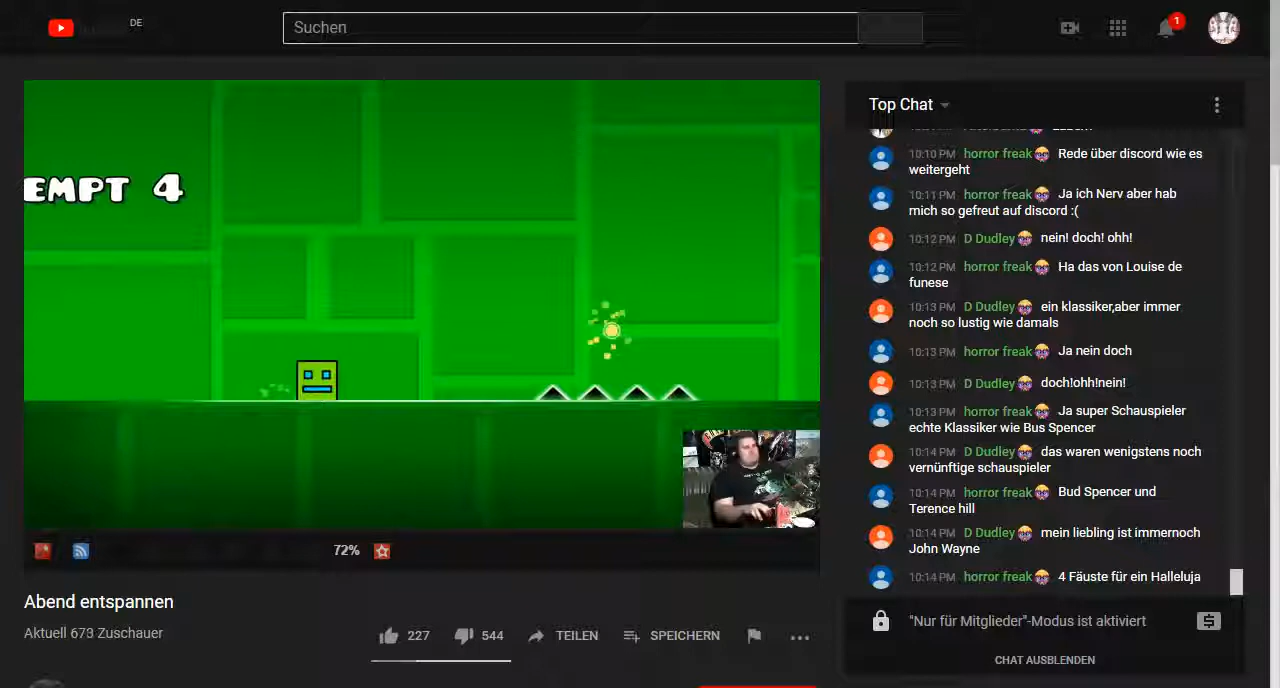 DE
Suchen
1
EMPT 4
72%
Abend entspannen
Aktuell 673 Zuschauer
227
544
TEILEN
SPEICHERN
Top Chat
10:10 PM horror freak Rede über discord wie es
weitergeht
10:11 PM horror freak Ja ich Nerv aber hab
mich so gefreut auf discord :(
10:12 PM D Dudley nein! doch! ohh!
10:12 PM horror freak Ha das von Louise de
funese
10:13 PM D Dudley ein klassiker,aber immer
noch so lustig wie damals
10:13 PM horror freak Ja nein doch
10:13 PM D Dudley doch!ohh!nein!
10:13 PM horror freak Ja super Schauspieler
echte Klassiker wie Bus Spencer
10:14 PM D Dudley das waren wenigstens noch
vernünftige schauspieler
10:14 PM horror freak Bud Spencer und
Terence hill
10:14 PM D Dudley mein liebling ist immernoch
John Wayne
10:14 PM horror freak 4 Fäuste für ein Halleluja
"Nur für Mitglieder"-Modus ist aktiviert
CHAT AUSBLENDEN